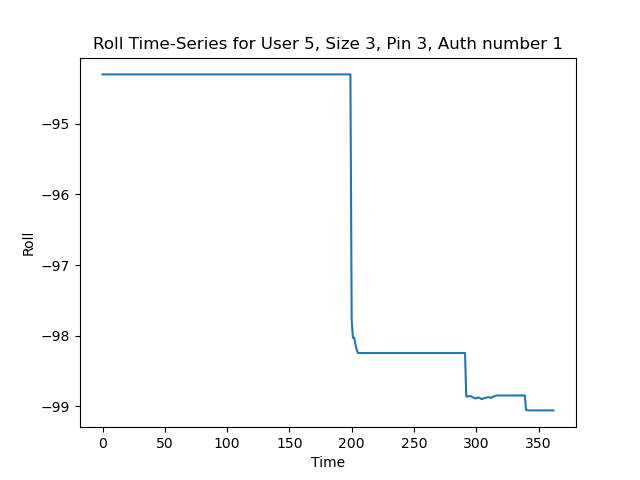 Roll Time-Series for User 5, Size 3, Pin 3, Auth number 1
−95
−96
−97
−98
−99
Roll
0 50 100 150 200 250 300 350
Time